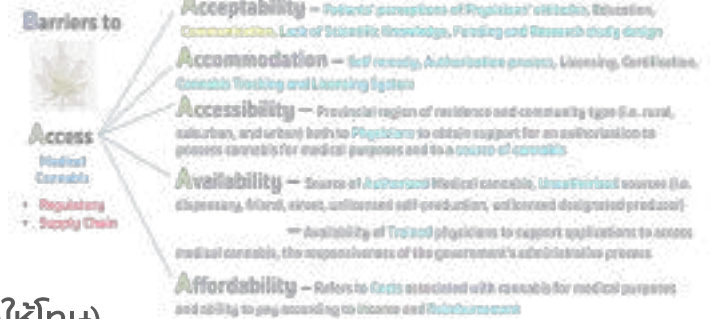 Acceptability – Patients' perceptions of Physicians' attitudes, Education,
Barriers to
Communication, Lack of Scientific Knowledge, Funding and Research study design
Accommodation – Self remedy, Authorization process, Licensing, Certification,
Cannabis Tracking and Licensing System
Accessibility – Provincial region of residence and community type (i.e. rural,
suburban, and urban) both to Physicians to obtain support for an authorization to
possess cannabis for medical purposes and to a source of cannabis
Access
Medical
Cannabis
• Regulatory
• Supply Chain
Availability – Source of Authorized Medical cannabis, Unauthorized sources (i.e.
dispensary, friend, street, unlicensed self-production, unlicensed designated producer)
– Availability of Trained physicians to support applications to access
medical cannabis, the responsiveness of the government's administrative process
Affordability – Refers to Costs associated with cannabis for medical purposes
and ability to pay according to income and Reimbursement
ให้โทษ)